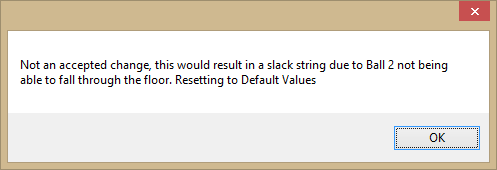 Not an accepted change, this would result in a slack string due to Ball 2 not being
able to fall through the floor. Resetting to Default Values
OK